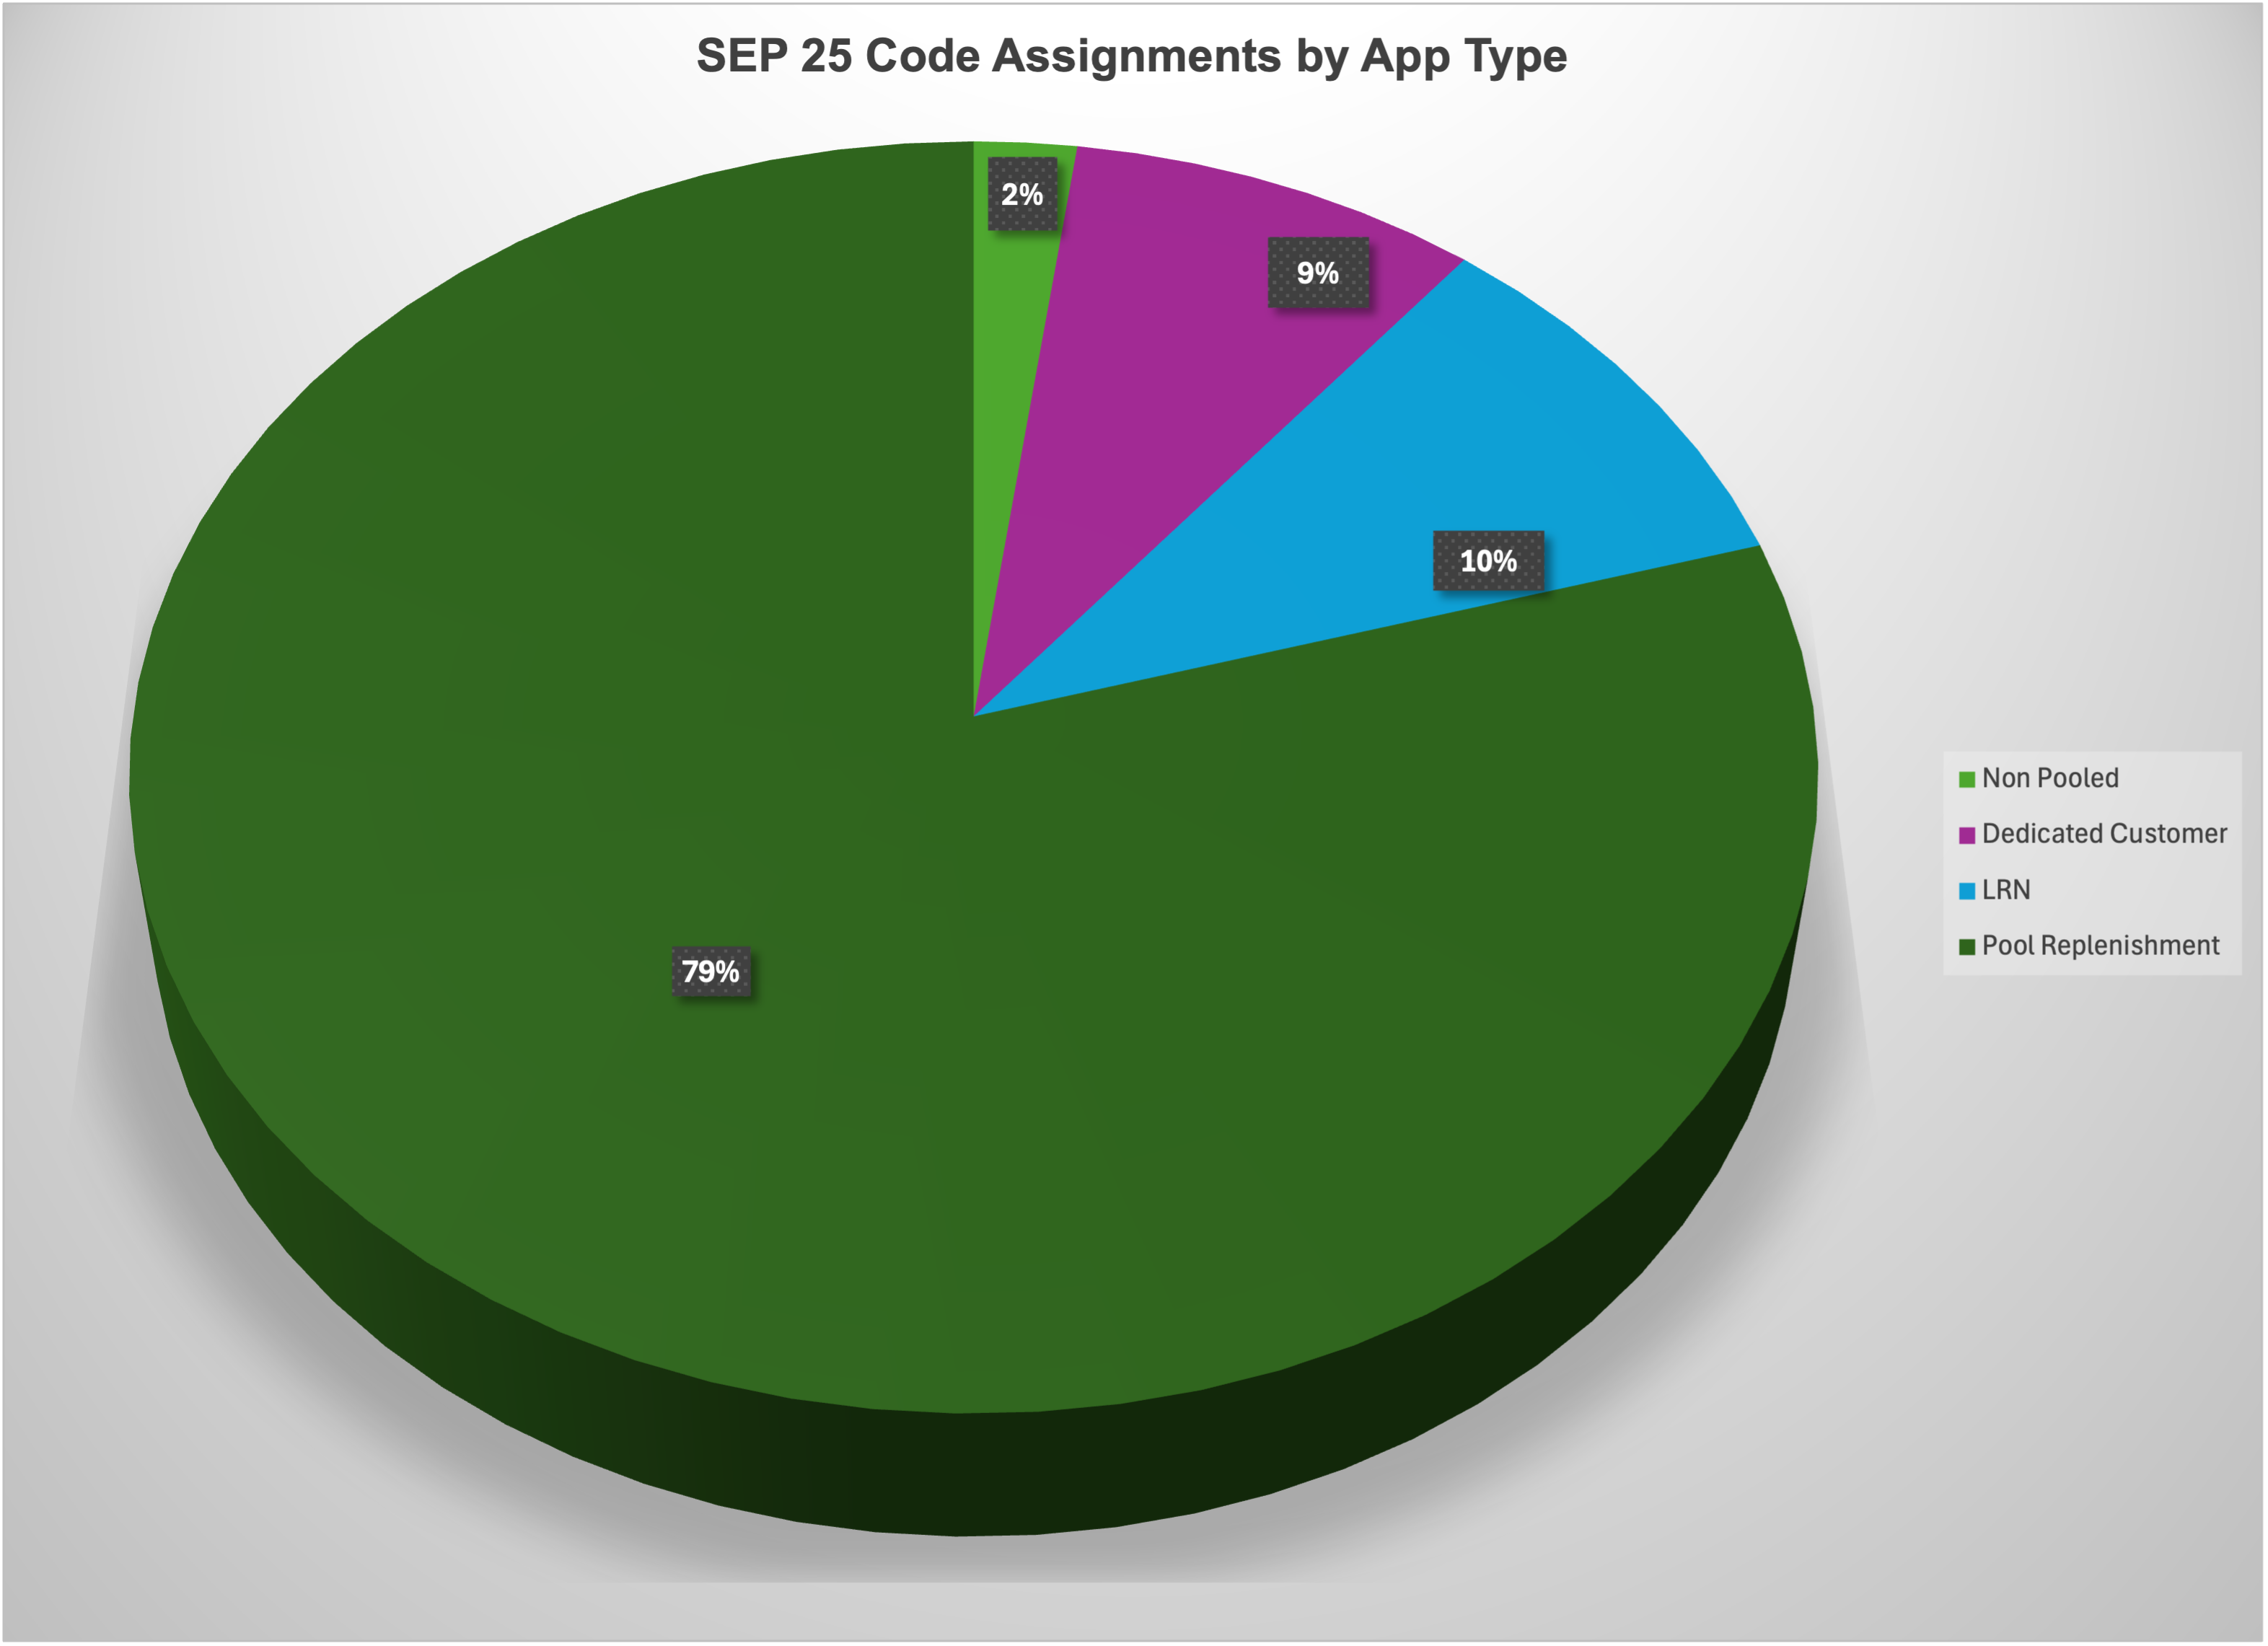 SEP 25 Code Assignments by App Type
2%
9%
10%
79%
Non Pooled
Dedicated Customer
LRN
Pool Replenishment